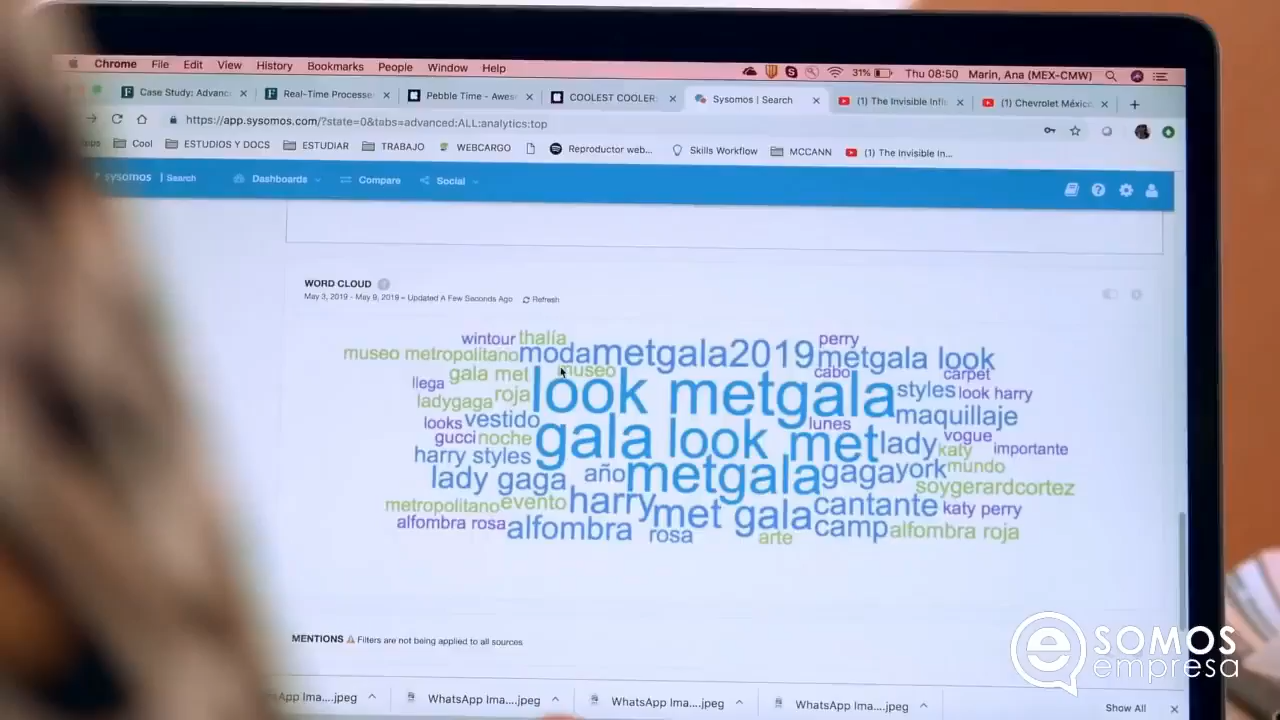 Chrome File Edit View History Bookmarks People Window Help 31% Thu 08:50 Marin, Ana (MEX-CMW)
Case Study: Advanc Real-Time Processe Pebble Time - Awes COOLEST COOLER: Sysomos | Search (1) The Invisible Infl (1) Chevrolet México
https://app.sysomos.com/?state=0&tabs=advanced:ALL:analytics:top
Cool ESTUDIOS Y DOCS ESTUDIAR TRABAJO WEBCARGO Reproductor web... Skills Workflow MCCANN (1) The Invisible In...
sysomos | Search Dashboards Compare Social
WORD CLOUD
May 3, 2019 - May 9, 2019 – Updated A Few Seconds Ago Refresh
wintour thalía perry
museo metropolitano moda metgala2019 metgala look
gala met museo cabo carpet
llega roja look metgala styles look harry
ladygaga maquillaje
looks vestido lunes
gucci noche gala look met lady vogue
katy importante
harry styles año metgala gaga york mundo
lady gaga soygerardcortez
metropolitano evento harry met gala cantante katy perry
alfombra rosa alfombra rosa arte camp alfombra roja
MENTIONS Filters are not being applied to all sources
SOMOS
empresa
App Ima....jpeg WhatsApp Ima....jpeg WhatsApp Ima....jpeg WhatsApp Ima....jpeg Show All